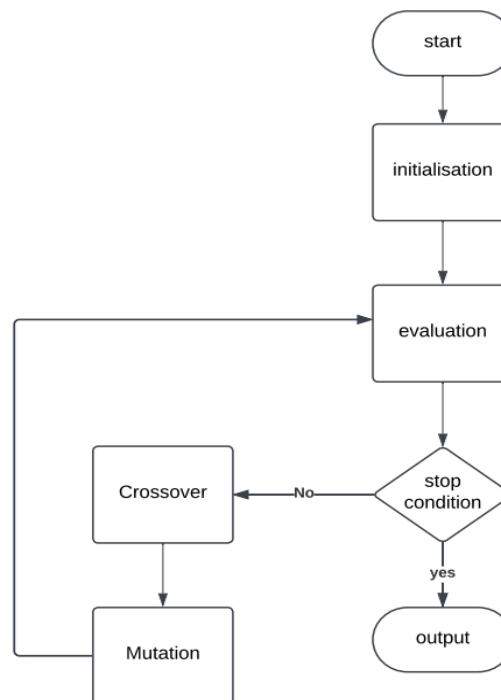 start
initialisation
evaluation
stop
condition
No
Crossover
yes
output
Mutation